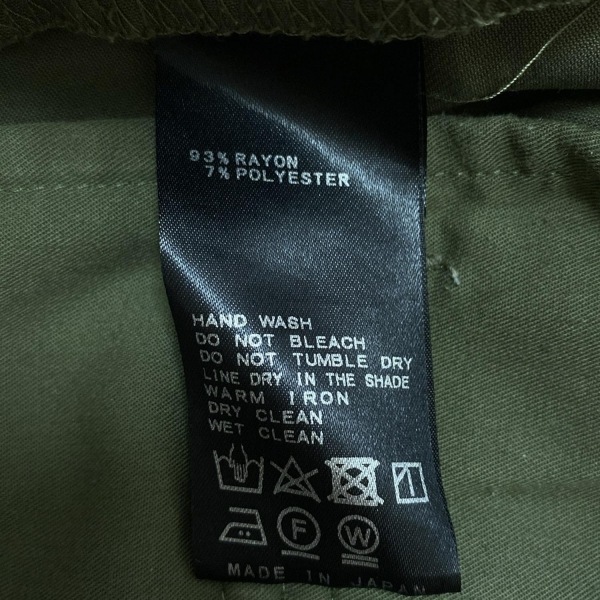 93% RAYON
7% POLYESTER
HAND WASH
DO NOT BLEACH
DO NOT TUMBLE DRY
LINE DRY IN THE SHADE
WARM IRON
DRY CLEAN
WET CLEAN
F W
MADE IN JAPAN